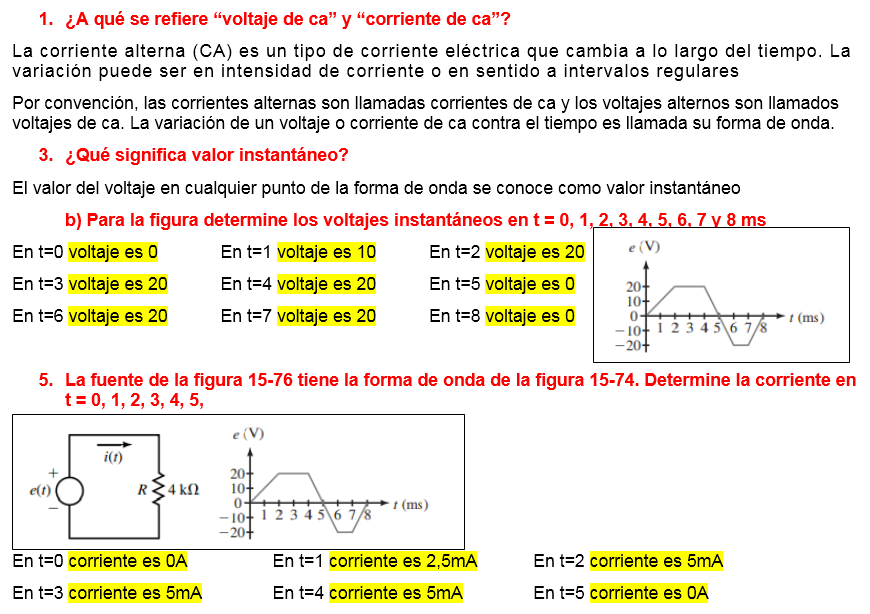 1. ¿A qué se refiere “voltaje de ca” y “corriente de ca”?
La corriente alterna (CA) es un tipo de corriente eléctrica que cambia a lo largo del tiempo. La
variación puede ser en intensidad de corriente o en sentido a intervalos regulares
Por convención, las corrientes alternas son llamadas corrientes de ca y los voltajes alternos son llamados
voltajes de ca. La variación de un voltaje o corriente de ca contra el tiempo es llamada su forma de onda.
3. ¿Qué significa valor instantáneo?
El valor del voltaje en cualquier punto de la forma de onda se conoce como valor instantáneo
b) Para la figura determine los voltajes instantáneos en t = 0, 1, 2, 3, 4, 5, 6, 7 y 8 ms
En t=0 voltaje es 0 En t=1 voltaje es 10 En t=2 voltaje es 20
En t=3 voltaje es 20 En t=4 voltaje es 20 En t=5 voltaje es 0
En t=6 voltaje es 20 En t=7 voltaje es 20 En t=8 voltaje es 0
e (V)
20
10
0
−10
−20
1 2 3 4 5 6 7 8
t (ms)
5. La fuente de la figura 15-76 tiene la forma de onda de la figura 15-74. Determine la corriente en
t = 0, 1, 2, 3, 4, 5,
i(t)
+
e(t)
−
R
4 kΩ
e (V)
20
10
0
−10
−20
1 2 3 4 5 6 7 8
t (ms)
En t=0 corriente es 0A En t=1 corriente es 2,5mA En t=2 corriente es 5mA
En t=3 corriente es 5mA En t=4 corriente es 5mA En t=5 corriente es 0A